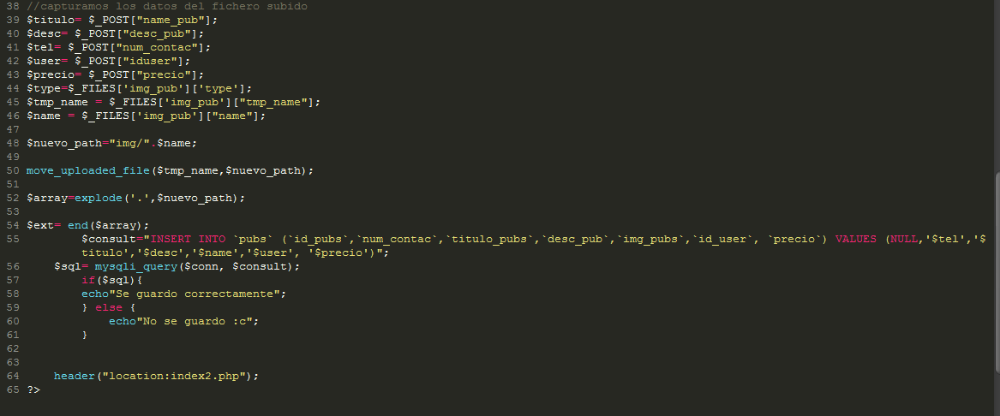 38 //capturamos los datos del fichero subido
39 $titulo= $_POST["name_pub"];
40 $desc= $_POST["desc_pub"];
41 $tel= $_POST["num_contac"];
42 $user= $_POST["iduser"];
43 $precio= $_POST["precio"];
44 $type=$_FILES['img_pub']['type'];
45 $tmp_name = $_FILES['img_pub']["tmp_name"];
46 $name = $_FILES['img_pub']["name"];
47
48 $nuevo_path="img/".$name;
49
50 move_uploaded_file($tmp_name,$nuevo_path);
51
52 $array=explode('.',$nuevo_path);
53
54 $ext= end($array);
55 $consult="INSERT INTO `pubs` (`id_pubs`,`num_contac`,`titulo_pubs`,`desc_pub`,`img_pubs`,`id_user`, `precio`) VALUES (NULL,'$tel','$
titulo','$desc','$name','$user', '$precio')";
56 $sql= mysqli_query($conn, $consult);
57 if($sql){
58 echo"Se guardo correctamente";
59 } else {
60 echo"No se guardo :c";
61 }
62
63
64 header("location:index2.php");
65 ?>